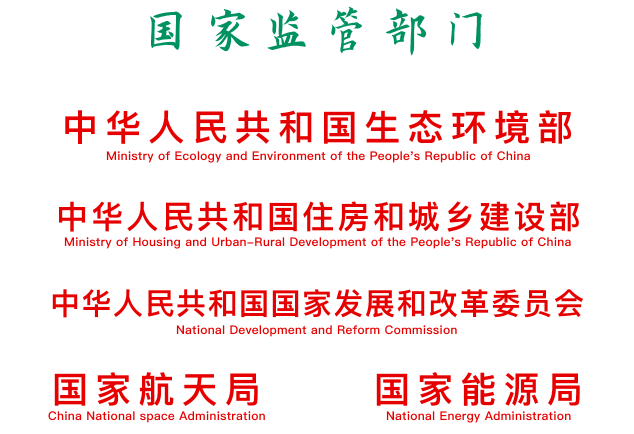 国家监管部门
中华人民共和国生态环境部
Ministry of Ecology and Environment of the People's Republic of China
中华人民共和国住房和城乡建设部
Ministry of Housing and Urban-Rural Development of the People's Republic of China
中华人民共和国国家发展和改革委员会
National Development and Reform Commission
国家航天局 国家能源局
China National space Administration National Energy Administration